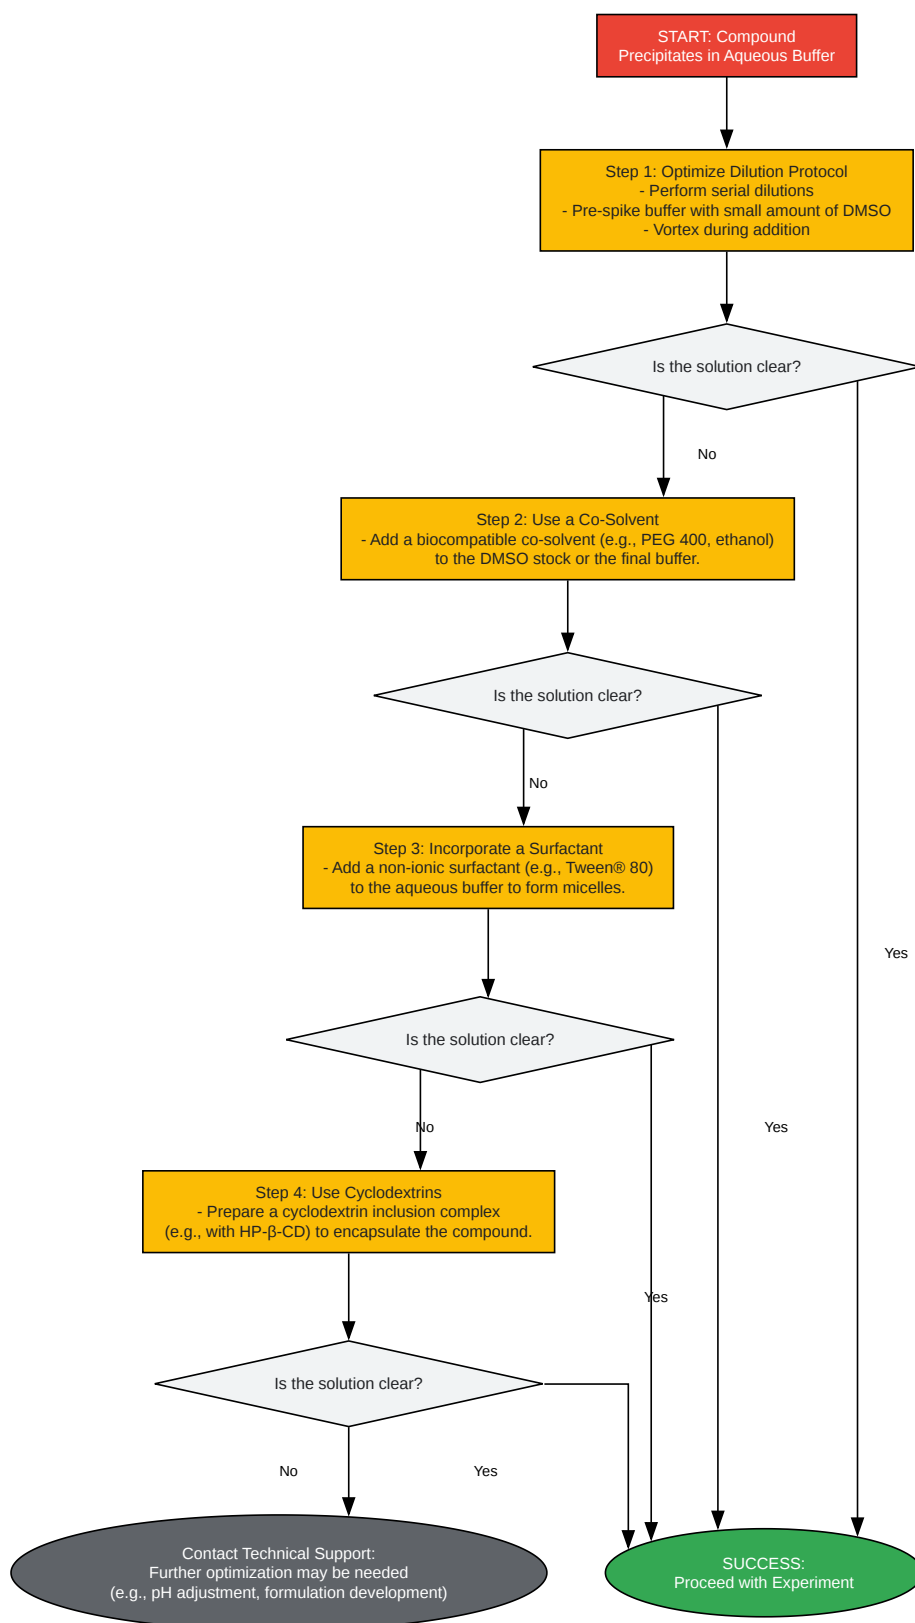 START: Compound
Precipitates in Aqueous Buffer
Step 1: Optimize Dilution Protocol
- Perform serial dilutions
- Pre-spike buffer with small amount of DMSO
- Vortex during addition
Is the solution clear?
No
Step 2: Use a Co-Solvent
- Add a biocompatible co-solvent (e.g., PEG 400, ethanol)
to the DMSO stock or the final buffer.
Is the solution clear?
No
Step 3: Incorporate a Surfactant
- Add a non-ionic surfactant (e.g., Tween® 80)
to the aqueous buffer to form micelles.
Yes
Is the solution clear?
No
Yes
Step 4: Use Cyclodextrins
- Prepare a cyclodextrin inclusion complex
(e.g., with HP-β-CD) to encapsulate the compound.
Yes
Is the solution clear?
No
Yes
Contact Technical Support:
Further optimization may be needed
(e.g., pH adjustment, formulation development)
SUCCESS:
Proceed with Experiment